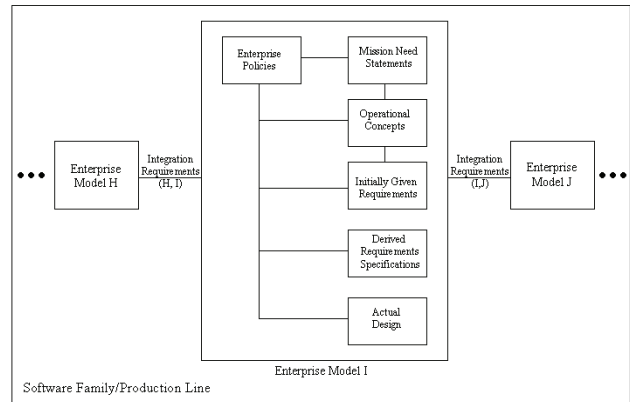 Enterprise
Policies
Mission Need
Statements
Operational
Concepts
Initially Given
Requirements
Derived
Requirements
Specifications
Actual
Design
Enterprise Model I
Enterprise
Model H
Integration
Requirements
(H, I)
Integration
Requirements
(I,J)
Enterprise
Model J
Software Family/Production Line